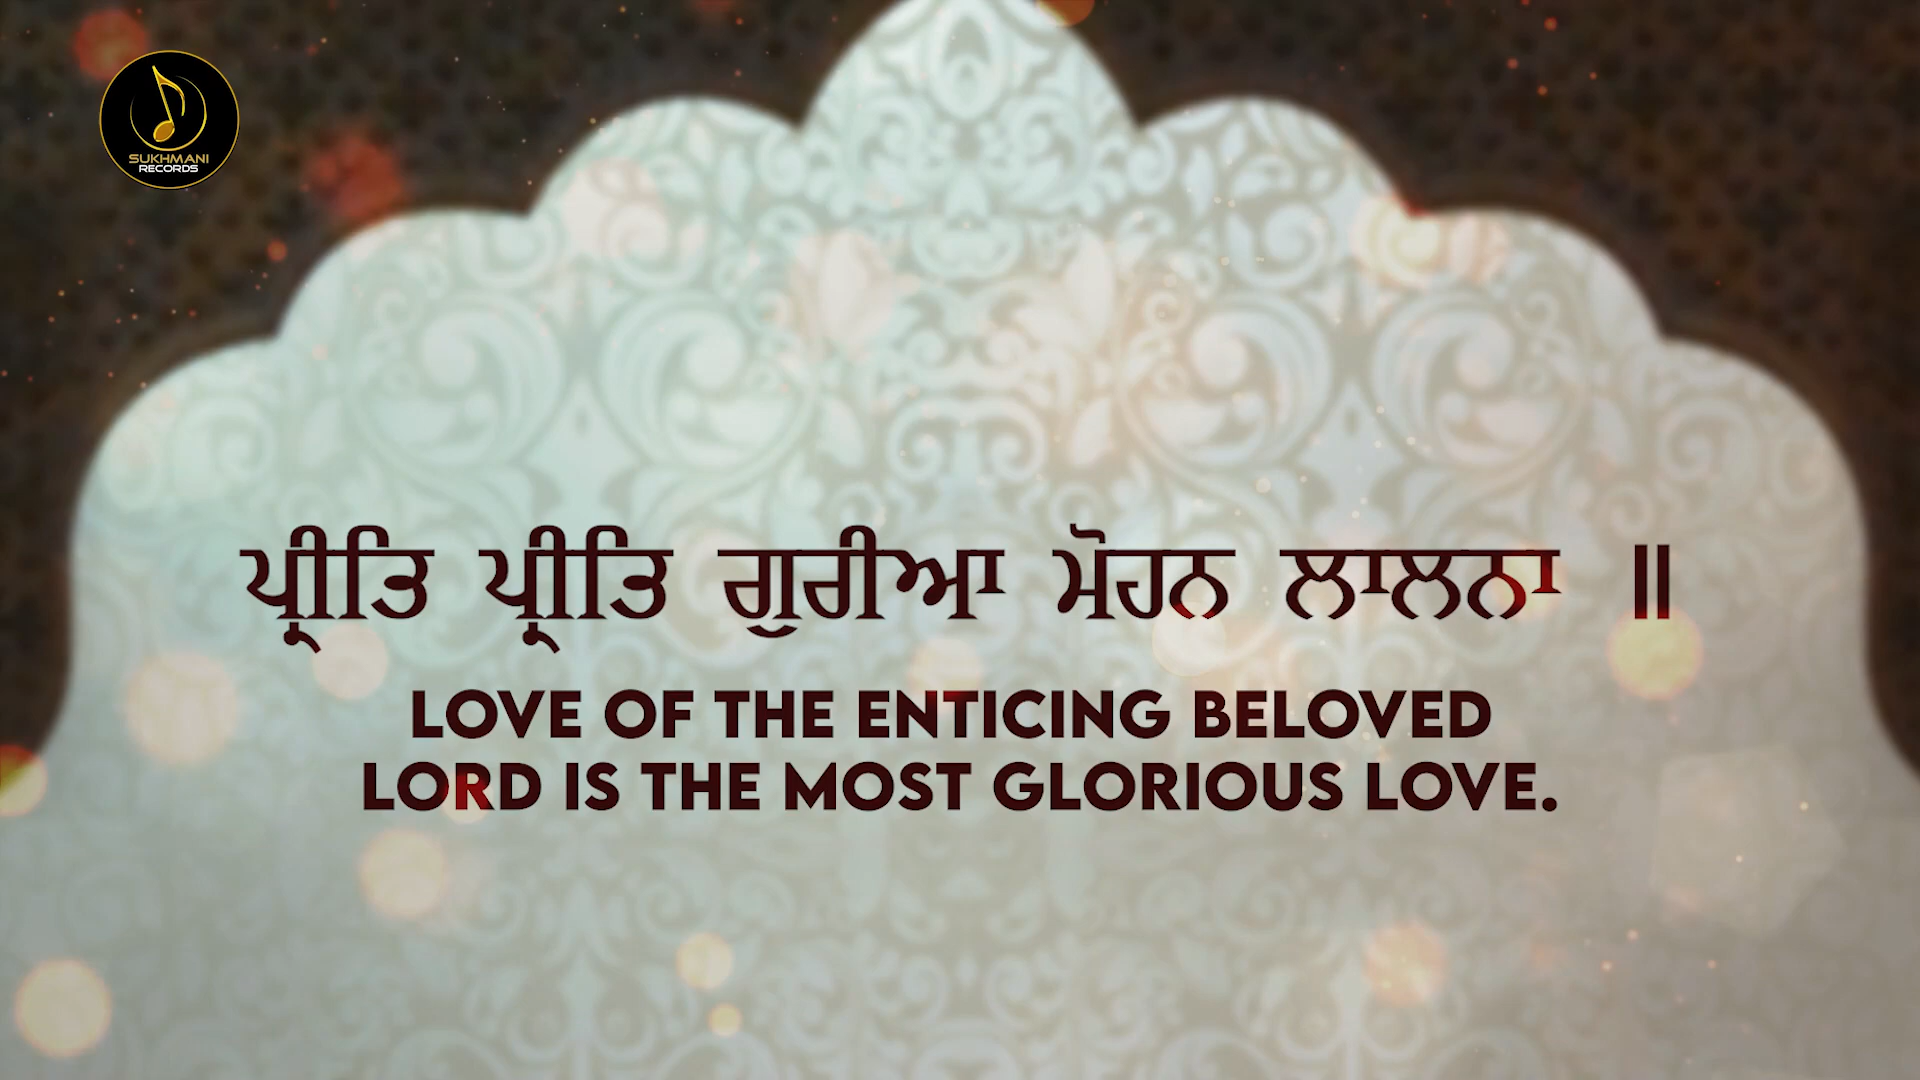 SUKHMANI
RECORDS
ਪ੍ਰੀਤਿ ਪ੍ਰੀਤਿ ਗੁਰੀਆ ਮੋਹਨ ਲਾਲਨਾ ॥
LOVE OF THE ENTICING BELOVED
LORD IS THE MOST GLORIOUS LOVE.